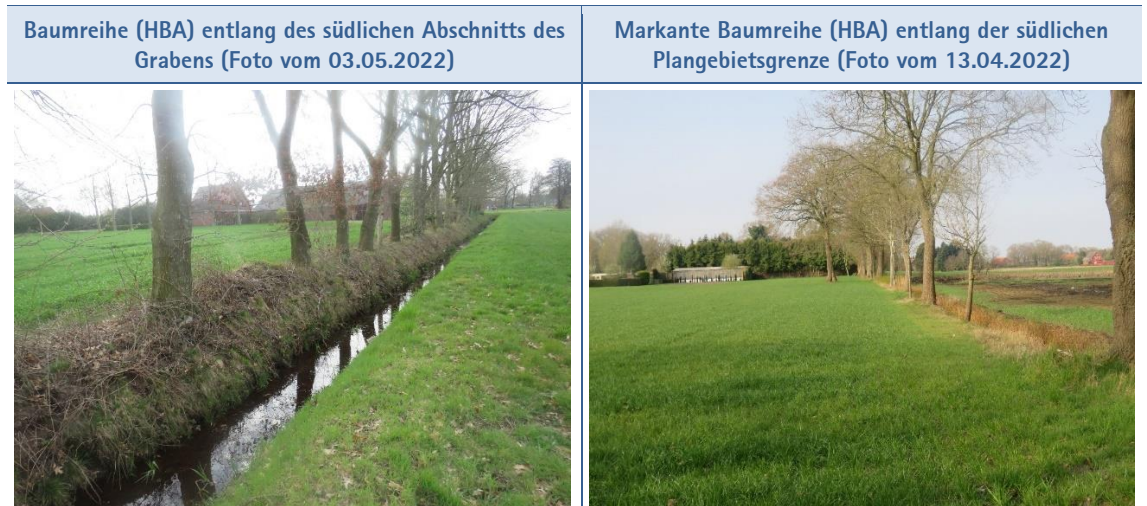 Baumreihe (HBA) entlang des südlichen Abschnitts des
Grabens (Foto vom 03.05.2022)
Markante Baumreihe (HBA) entlang der südlichen
Plangebietsgrenze (Foto vom 13.04.2022)